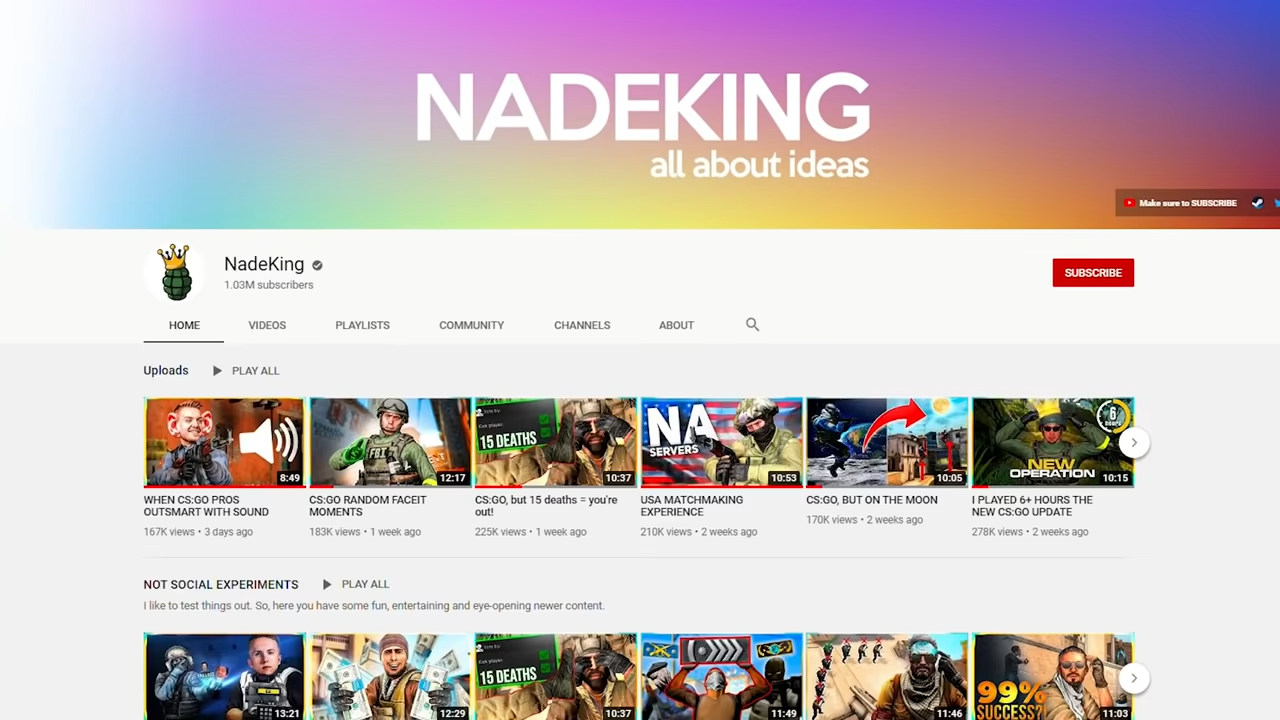 NADEKING
all about ideas
Make sure to SUBSCRIBE
NadeKing
1.03M subscribers
SUBSCRIBE
HOME VIDEOS PLAYLISTS COMMUNITY CHANNELS ABOUT
Uploads PLAY ALL
8:49
FBI
12:17
15 DEATHS
10:37
NA
SERVERS
10:53
10:05
6
HOURS
NEW
OPERATION
10:15
WHEN CS:GO PROS
OUTSMART WITH SOUND
167K views • 3 days ago
CS:GO RANDOM FACEIT
MOMENTS
183K views • 1 week ago
CS:GO, but 15 deaths = you're
out!
225K views • 1 week ago
USA MATCHMAKING
EXPERIENCE
210K views • 2 weeks ago
CS:GO, BUT ON THE MOON
170K views • 2 weeks ago
I PLAYED 6+ HOURS THE
NEW CS:GO UPDATE
278K views • 2 weeks ago
NOT SOCIAL EXPERIMENTS PLAY ALL
I like to test things out. So, here you have some fun, entertaining and eye-opening newer content.
13:21
12:29
15 DEATHS
10:37
11:49
11:46
99%
SUCCESS?
11:03